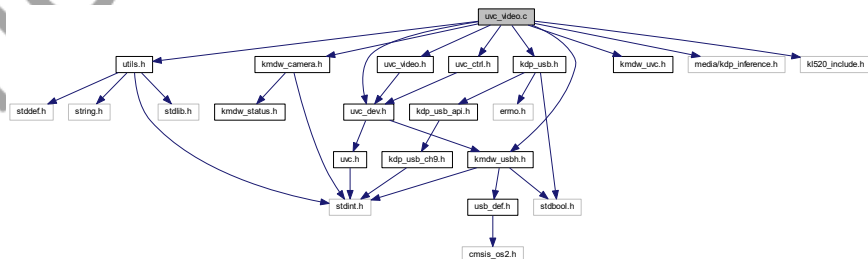 uvc_video.c
utils.h
kmdw_camera.h
uvc_video.h
uvc_ctrl.h
kdp_usb.h
kmdw_uvc.h
media/kdp_inference.h
kl520_include.h
stddef.h
string.h
stdlib.h
kmdw_status.h
uvc_dev.h
kdp_usb_api.h
errno.h
uvc.h
kdp_usb_ch9.h
kmdw_usbh.h
stdint.h
usb_def.h
stdbool.h
cmsis_os2.h